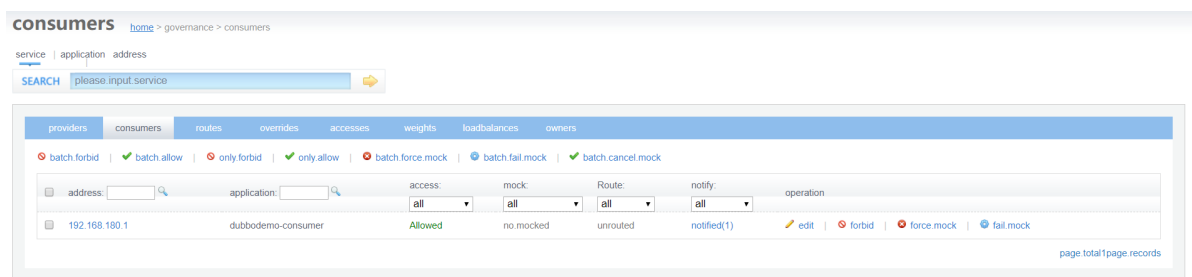 consumers home > governance > consumers
service | application address
SEARCH please.input.service
providers consumers routes overrides accesses weights loadbalances owners
batch.forbid | batch.allow | only.forbid | only.allow | batch.force.mock | batch.fail.mock | batch.cancel.mock
address: application: access: mock: Route: notify: operation
all all all all
192.168.180.1 dubbodemo-consumer Allowed no.mocked unrouted notified(1) edit | forbid | force.mock | fail.mock
page.total1page.records